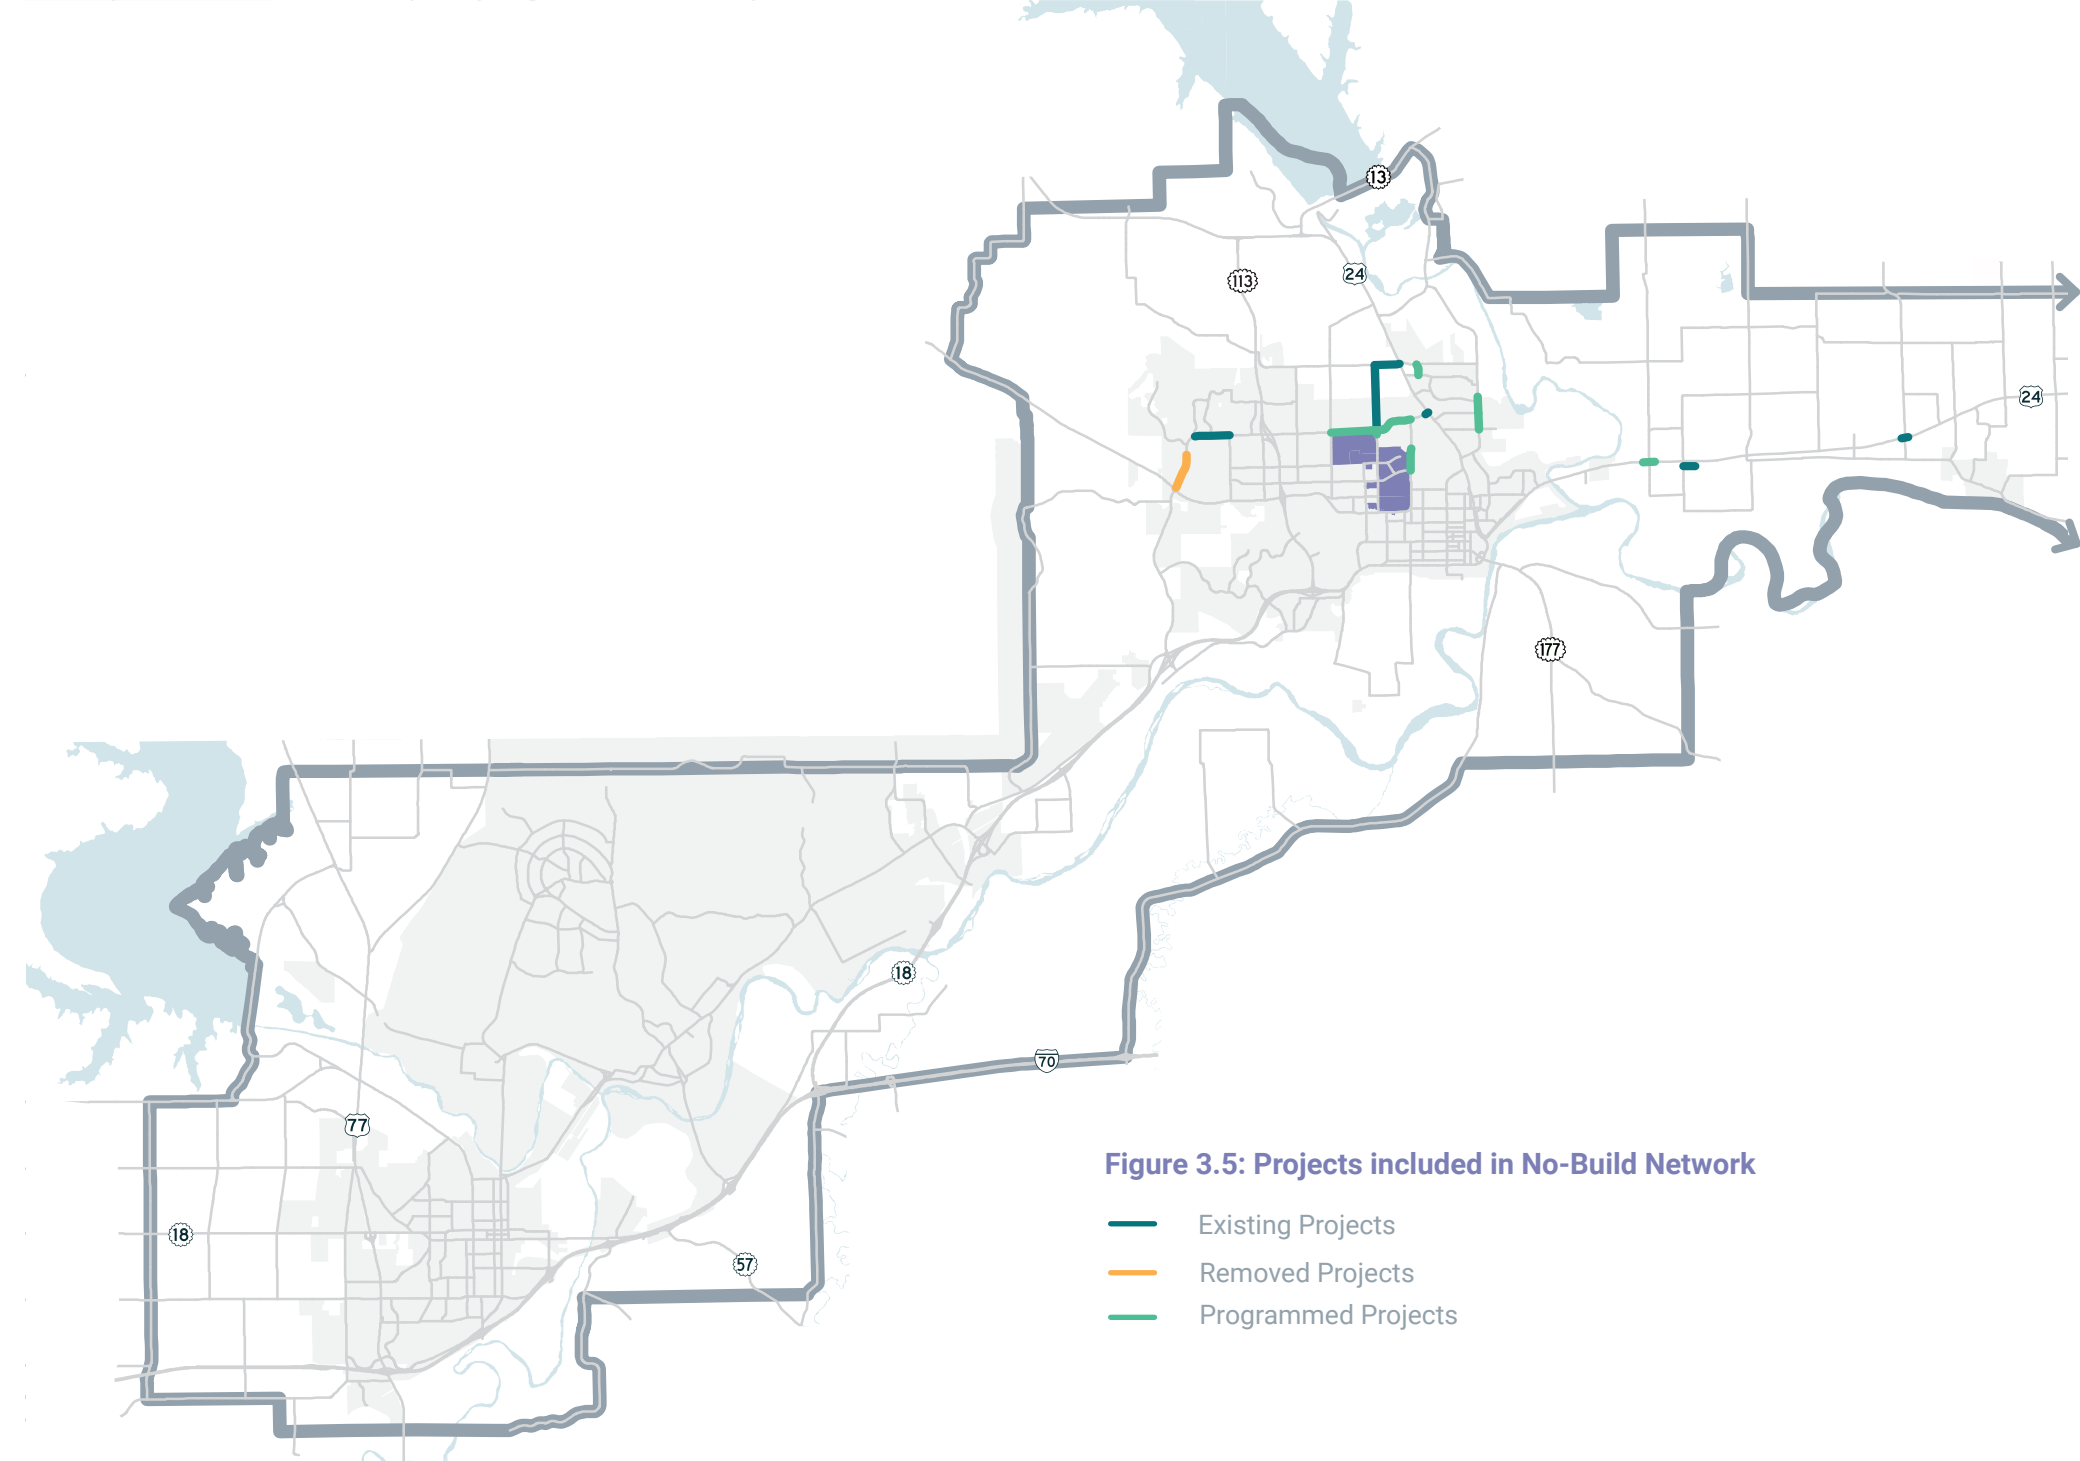 13
113
24
24
177
18
70
77
18
57
Figure 3.5: Projects included in No-Build Network
Existing Projects
Removed Projects
Programmed Projects